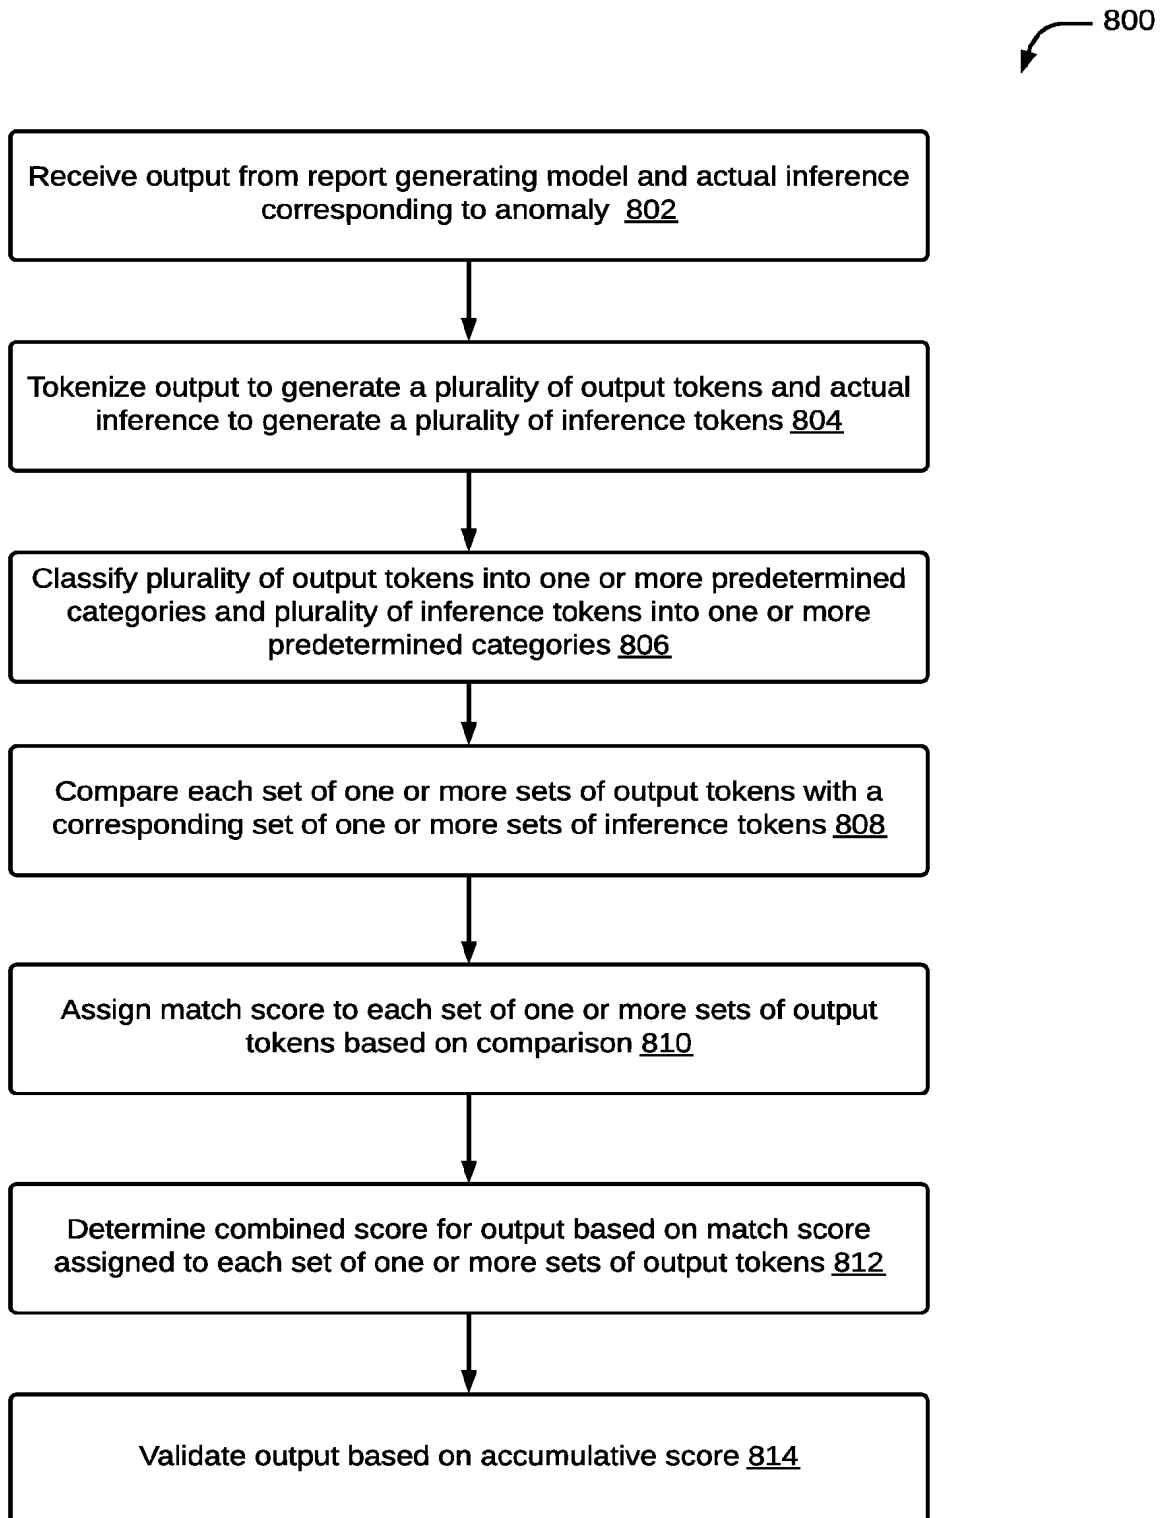 800
Receive output from report generating model and actual inference
corresponding to anomaly 802
Tokenize output to generate a plurality of output tokens and actual
inference to generate a plurality of inference tokens 804
Classify plurality of output tokens into one or more predetermined
categories and plurality of inference tokens into one or more
predetermined categories 806
Compare each set of one or more sets of output tokens with a
corresponding set of one or more sets of inference tokens 808
Assign match score to each set of one or more sets of output
tokens based on comparison 810
Determine combined score for output based on match score
assigned to each set of one or more sets of output tokens 812
Validate output based on accumulative score 814